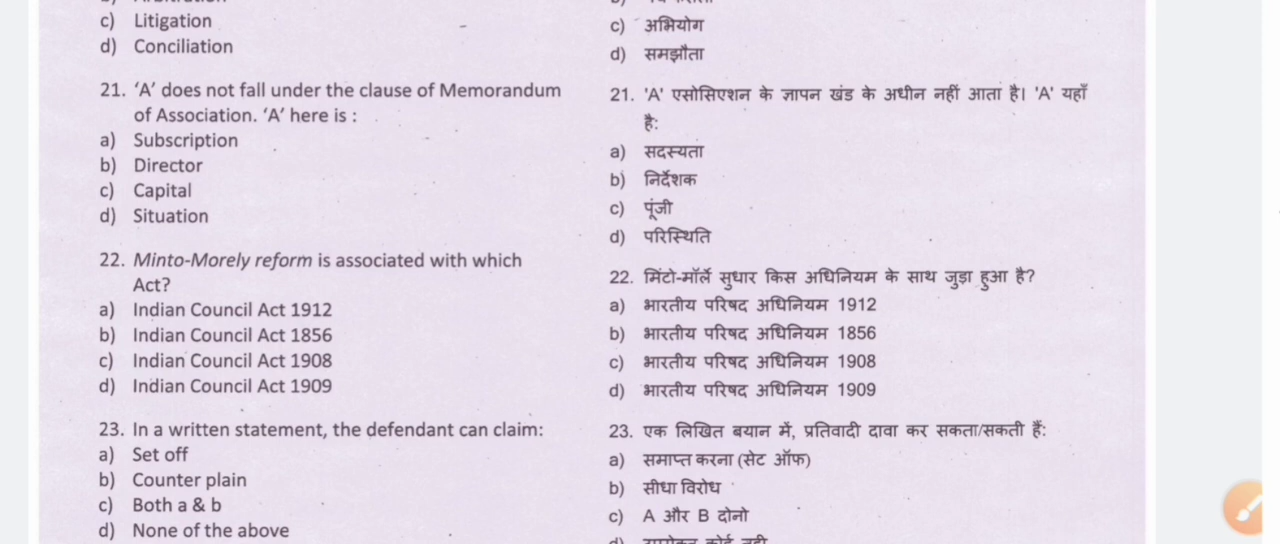 c) Litigation
d) Conciliation
21. ‘A’ does not fall under the clause of Memorandum
of Association. ‘A’ here is :
a) Subscription
b) Director
c) Capital
d) Situation
22. Minto-Morely reform is associated with which
Act?
a) Indian Council Act 1912
b) Indian Council Act 1856
c) Indian Council Act 1908
d) Indian Council Act 1909
23. In a written statement, the defendant can claim:
a) Set off
b) Counter plain
c) Both a & b
d) None of the above
c) अभियोग
d) समझौता
21. 'A' एसोसिएशन के ज्ञापन खंड के अधीन नहीं आता है। 'A' यहाँ
है:
a) सदस्यता
b) निर्देशक
c) पूंजी
d) परिस्थिति
22. मिंटो-मॉर्ले सुधार किस अधिनियम के साथ जुड़ा हुआ है?
a) भारतीय परिषद अधिनियम 1912
b) भारतीय परिषद अधिनियम 1856
c) भारतीय परिषद अधिनियम 1908
d) भारतीय परिषद अधिनियम 1909
23. एक लिखित बयान में, प्रतिवादी दावा कर सकता/सकती हैं:
a) समाप्त करना (सेट ऑफ)
b) सीधा विरोध
c) A और B दोनो